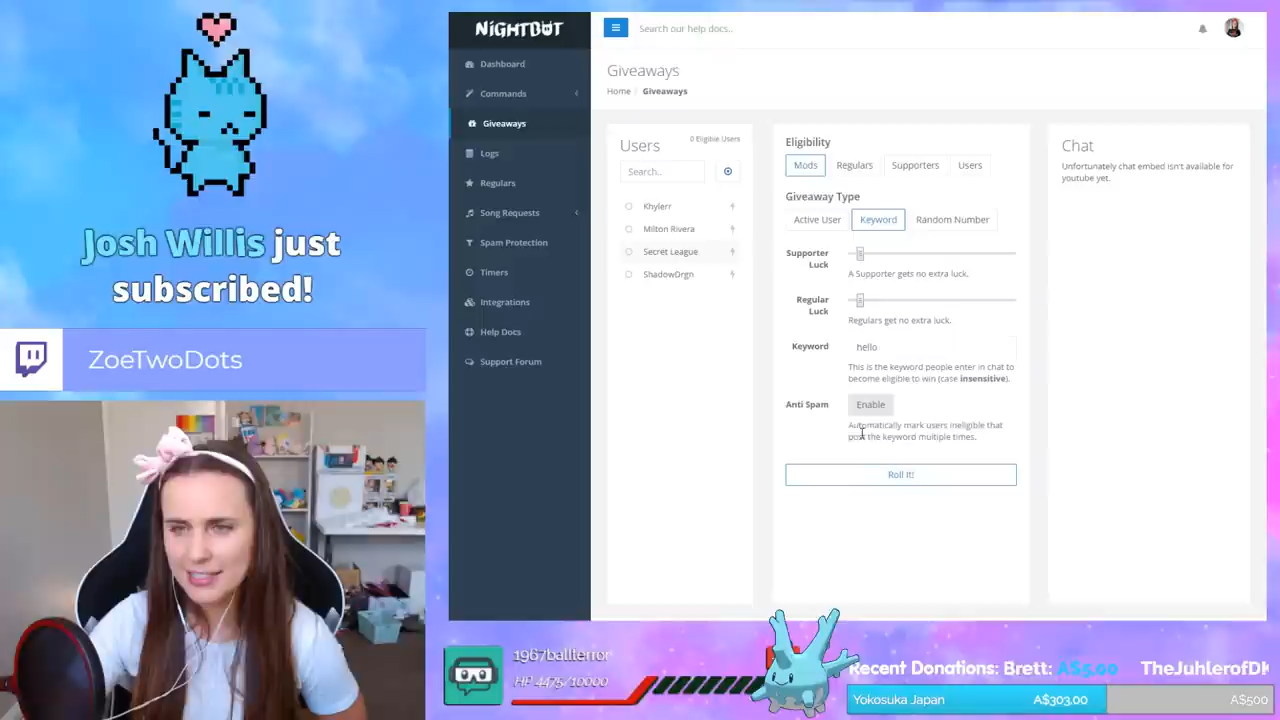 Josh Willis just
subscribed!
ZoeTwoDots
NiGHTBOT
Dashboard
Commands
Giveaways
Logs
Regulars
Song Requests
Spam Protection
Timers
Integrations
Help Docs
Support Forum
Search our help docs..
Giveaways
Home / Giveaways
Users
0 Eligible Users
Search..
Khylerr
Milton Rivera
Secret League
ShadowDrgn
Eligibility
Mods Regulars Supporters Users
Giveaway Type
Active User Keyword Random Number
Supporter
Luck
A Supporter gets no extra luck.
Regular
Luck
Regulars get no extra luck.
Keyword hello
This is the keyword people enter in chat to
become eligible to win (case insensitive).
Anti Spam Enable
Automatically mark users ineligible that
post the keyword multiple times.
Roll It!
Chat
Unfortunately chat embed isn't available for
youtube yet.
1967ballterror
HP 4475/10000
Recent Donations: Brett: A$5.00 TheJuhlerofDK
Yokosuka Japan A$303.00 A$500